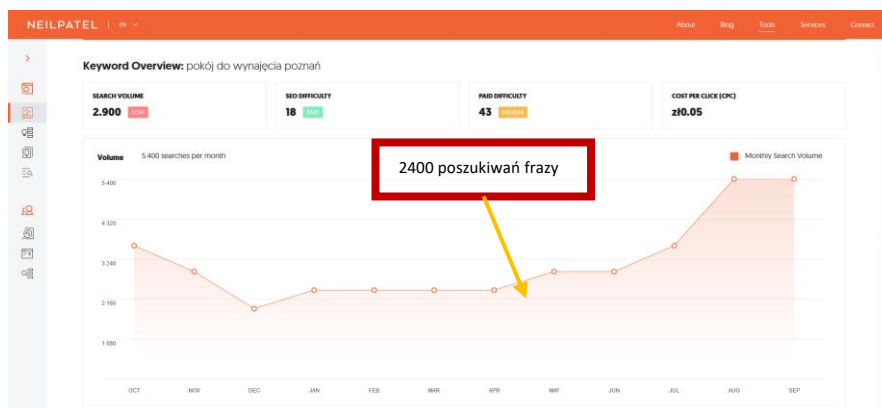 NEILPATEL | EN
About Blog Tools Services Contact
Keyword Overview: pokój do wynajęcia poznań
SEARCH VOLUME
2.900 LOW
SEO DIFFICULTY
18 EASY
PAID DIFFICULTY
43 MEDIUM
COST PER CLICK (CPC)
zł0.05
Volume 5.400 searches per month
Monthly Search Volume
2400 poszukiwań frazy
5 400
4 320
3 240
2 160
1 080
OCT NOV DEC JAN FEB MAR APR MAY JUN JUL AUG SEP